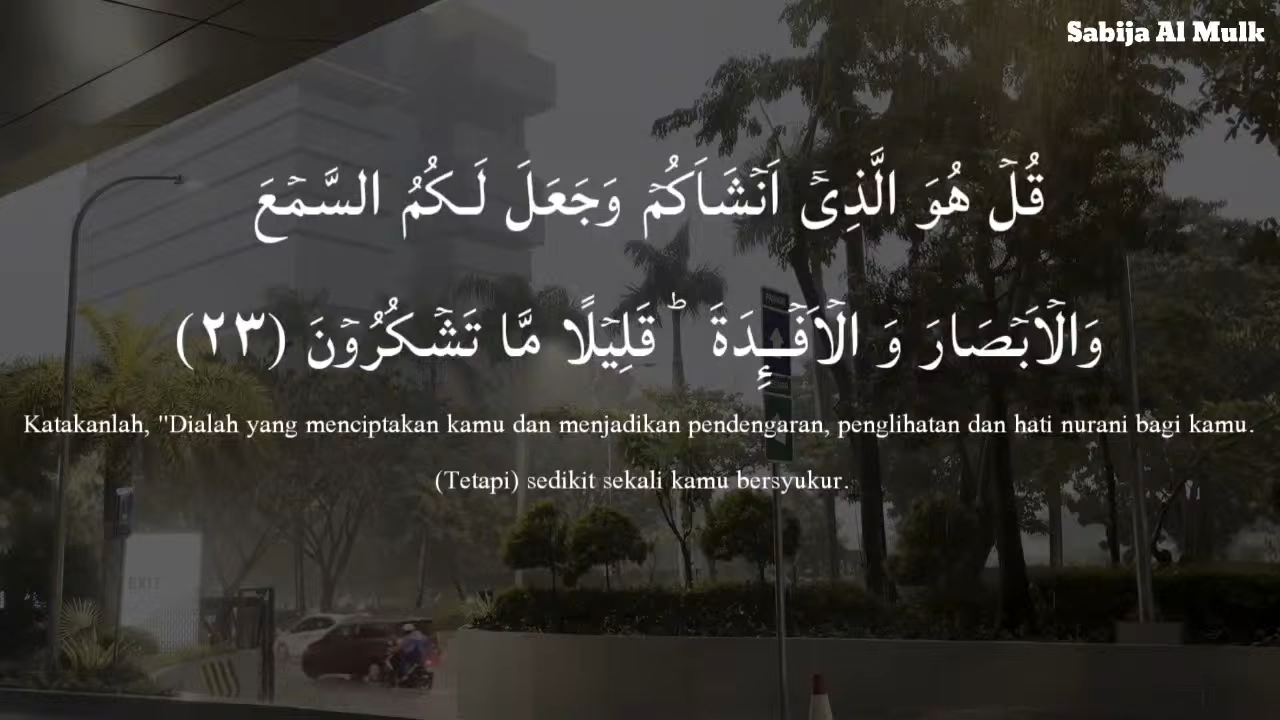 Sabija Al Mulk
قُلۡ هُوَ الَّذِىۡۤ اَنۡشَاَكُمۡ وَجَعَلَ لَـكُمُ السَّمۡعَ
وَالۡاَبۡصَارَ وَ الۡاَفۡـِٕدَةَ ‌ؕ قَلِيۡلًا مَّا تَشۡكُرُوۡنَ (٢٣)
Katakanlah, "Dialah yang menciptakan kamu dan menjadikan pendengaran, penglihatan dan hati nurani bagi kamu.
(Tetapi) sedikit sekali kamu bersyukur.
EXIT